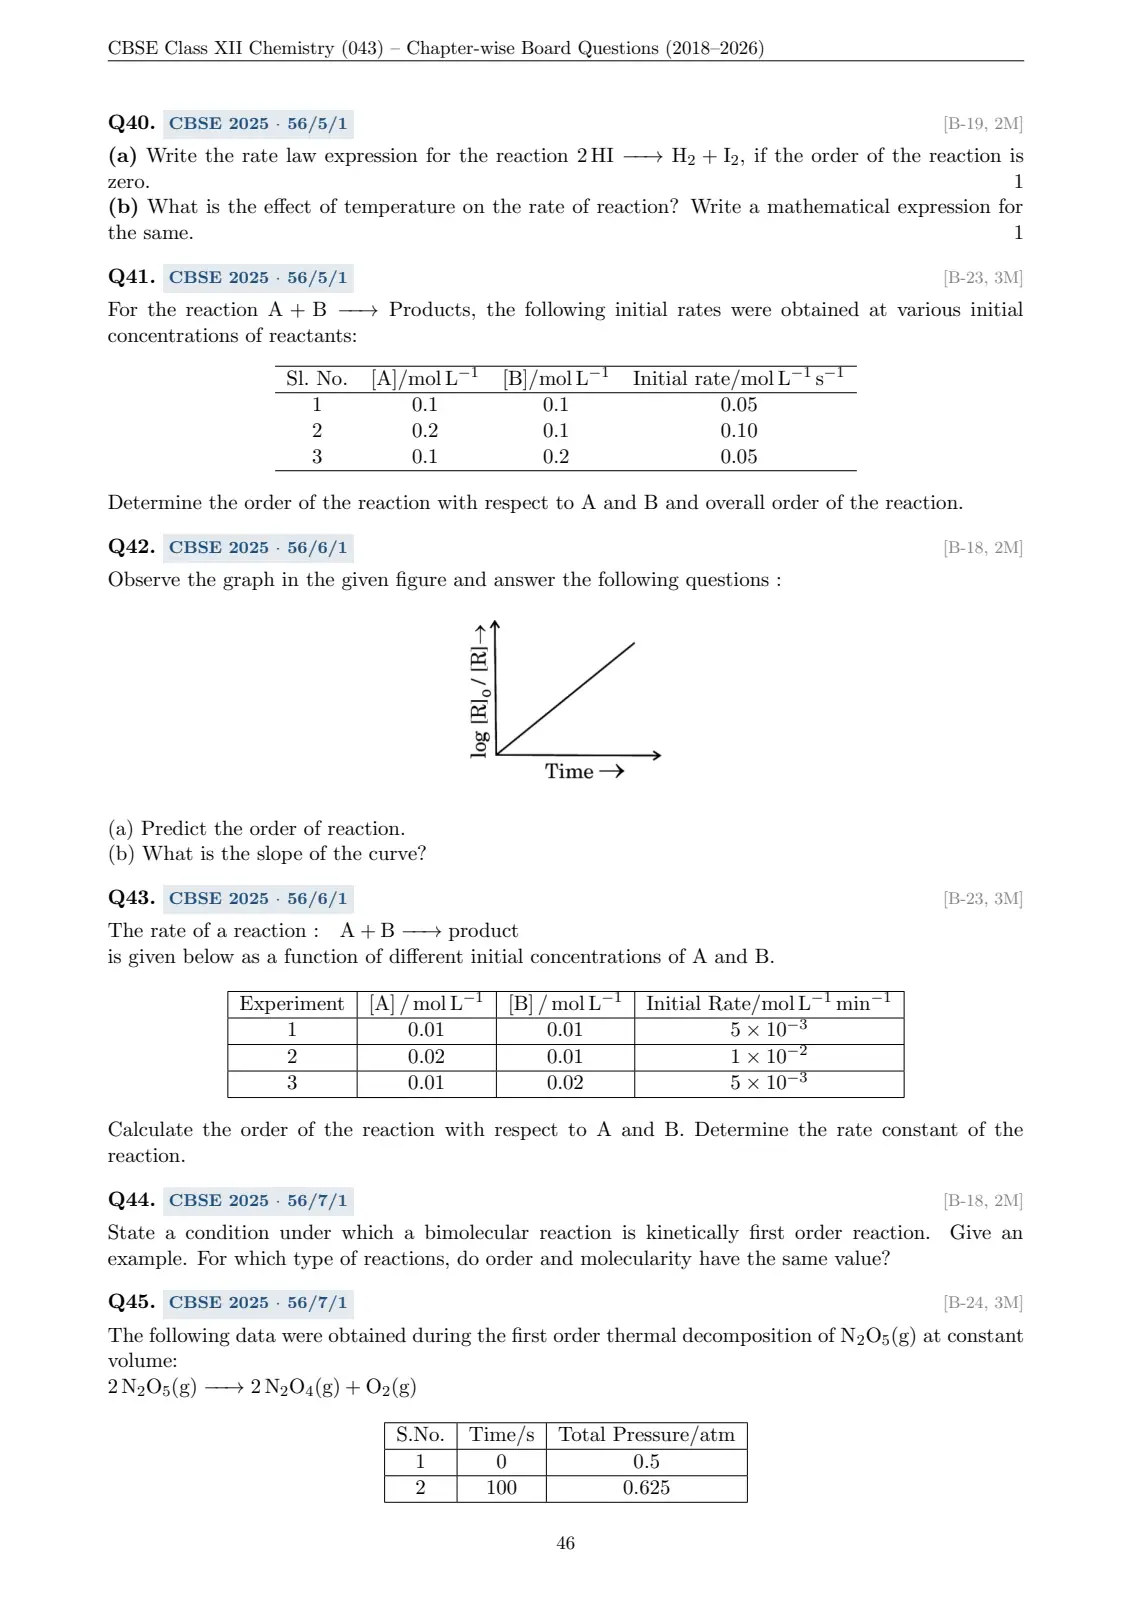 CBSE Class XII Chemistry (043) – Chapter-wise Board Questions (2018–2026)
Q40. CBSE 2025 · 56/5/1 [B-19, 2M]
(a) Write the rate law expression for the reaction 2 HI ⟶ H₂ + I₂, if the order of the reaction is
zero. 1
(b) What is the effect of temperature on the rate of reaction? Write a mathematical expression for
the same. 1
Q41. CBSE 2025 · 56/5/1 [B-23, 3M]
For the reaction A + B ⟶ Products, the following initial rates were obtained at various initial
concentrations of reactants:
Sl. No. [A]/mol L⁻¹ [B]/mol L⁻¹ Initial rate/mol L⁻¹ s⁻¹
1 0.1 0.1 0.05
2 0.2 0.1 0.10
3 0.1 0.2 0.05
Determine the order of the reaction with respect to A and B and overall order of the reaction.
Q42. CBSE 2025 · 56/6/1 [B-18, 2M]
Observe the graph in the given figure and answer the following questions :
log [R]₀ / [R] →
Time →
(a) Predict the order of reaction.
(b) What is the slope of the curve?
Q43. CBSE 2025 · 56/6/1 [B-23, 3M]
The rate of a reaction : A + B ⟶ product
is given below as a function of different initial concentrations of A and B.
Experiment [A] / mol L⁻¹ [B] / mol L⁻¹ Initial Rate/mol L⁻¹ min⁻¹
1 0.01 0.01 5 × 10⁻³
2 0.02 0.01 1 × 10⁻²
3 0.01 0.02 5 × 10⁻³
Calculate the order of the reaction with respect to A and B. Determine the rate constant of the
reaction.
Q44. CBSE 2025 · 56/7/1 [B-18, 2M]
State a condition under which a bimolecular reaction is kinetically first order reaction. Give an
example. For which type of reactions, do order and molecularity have the same value?
Q45. CBSE 2025 · 56/7/1 [B-24, 3M]
The following data were obtained during the first order thermal decomposition of N₂O₅(g) at constant
volume:
2 N₂O₅(g) ⟶ 2 N₂O₄(g) + O₂(g)
S.No. Time/s Total Pressure/atm
1 0 0.5
2 100 0.625
46